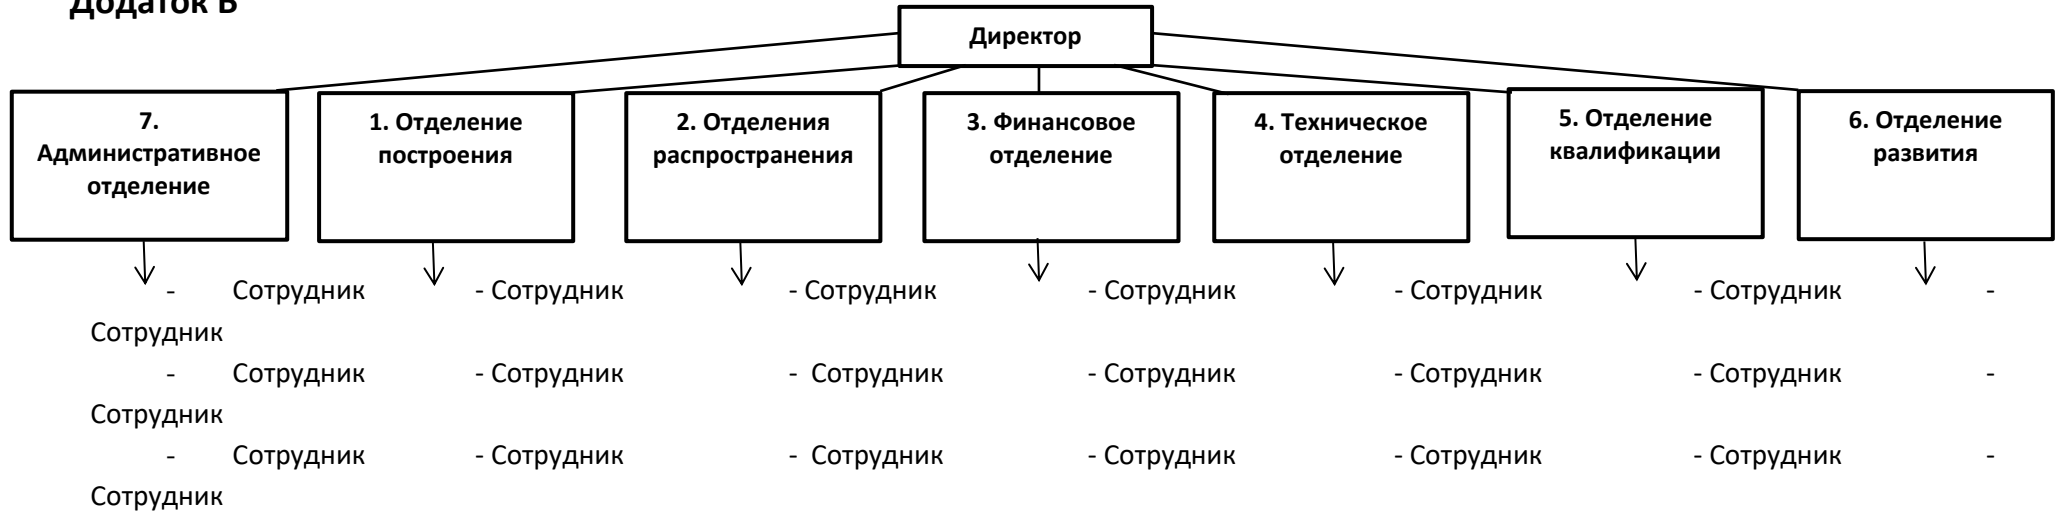 Додаток В
Директор
7.
Административное
отделение
1. Отделение
построения
2. Отделения
распространения
3. Финансовое
отделение
4. Техническое
отделение
5. Отделение
квалификации
6. Отделение
развития
- Сотрудник - Сотрудник - Сотрудник - Сотрудник - Сотрудник - Сотрудник -
Сотрудник
- Сотрудник - Сотрудник - Сотрудник - Сотрудник - Сотрудник - Сотрудник -
Сотрудник
- Сотрудник - Сотрудник - Сотрудник - Сотрудник - Сотрудник - Сотрудник -
Сотрудник